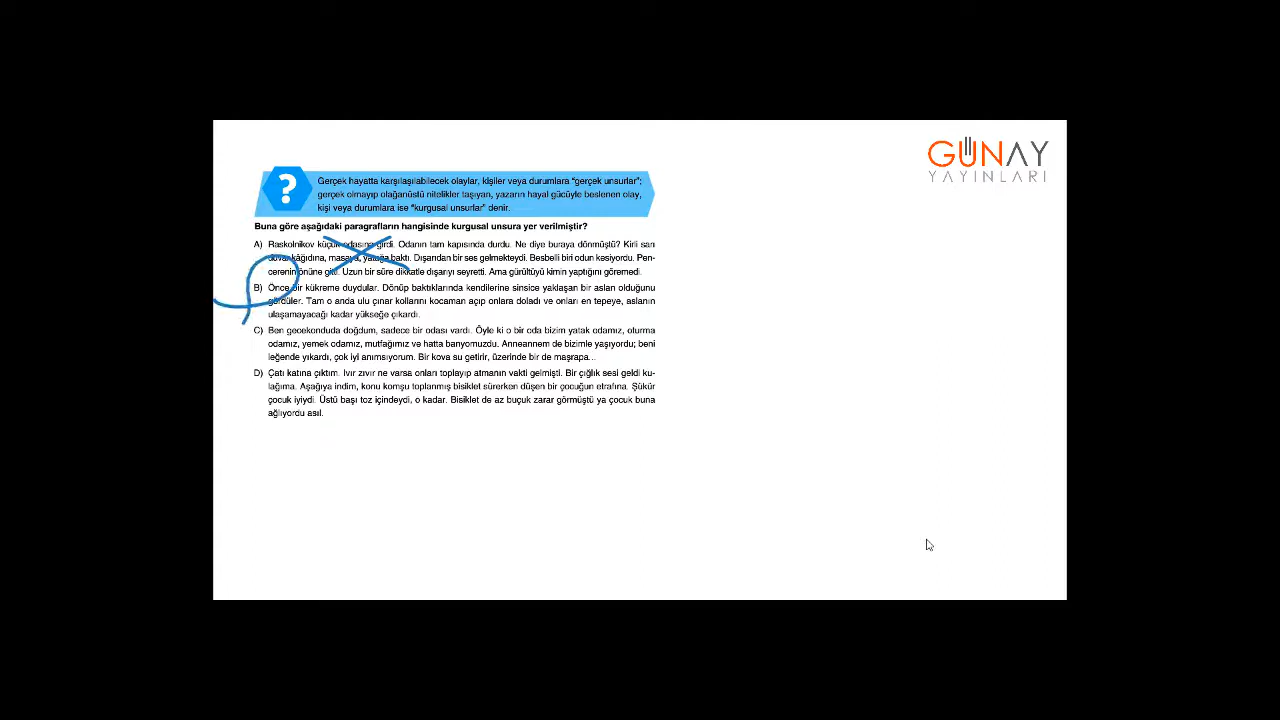 GÜNAY
YAYINLARI
?
Gerçek hayatta karşılaşılabilecek olaylar, kişiler veya durumlara "gerçek unsurlar";
gerçek olmayıp olağanüstü nitelikler taşıyan, yazarın hayal gücüyle beslenen olay,
kişi veya durumlara ise "kurgusal unsurlar" denir.
Buna göre aşağıdaki paragrafların hangisinde kurgusal unsura yer verilmiştir?
A) Raskolnikov küçük odasına girdi. Odanın tam kapısında durdu. Ne diye buraya dönmüştü? Kirli sarı
duvar kâğıdına, masaya, yatağa baktı. Dışarıdan bir ses gelmekteydi. Besbelli biri odun kesiyordu. Pen-
cerenin önüne gitti. Uzun bir süre dikkatle dışarıyı seyretti. Ama gürültüyü kimin yaptığını göremedi.
B) Önce bir kükreme duydular. Dönüp baktıklarında kendilerine sinsice yaklaşan bir aslan olduğunu
gördüler. Tam o anda ulu çınar kollarını kocaman açıp onlara doladı ve onları en tepeye, aslanın
ulaşamayacağı kadar yükseğe çıkardı.
C) Ben gecekonduda doğdum, sadece bir odası vardı. Öyle ki o bir oda bizim yatak odamız, oturma
odamız, yemek odamız, mutfağımız ve hatta banyomuzdu. Anneannem de bizimle yaşıyordu; beni
leğende yıkardı, çok iyi anımsıyorum. Bir kova su getirir, üzerinde bir de maşrapa...
D) Çatı katına çıktım. Ivır zıvır ne varsa onları toplayıp atmanın vakti gelmişti. Bir çığlık sesi geldi ku-
lağıma. Aşağıya indim, konu komşu toplanmış bisiklet sürerken düşen bir çocuğun etrafına. Şükür
çocuk iyiydi. Üstü başı toz içindeydi, o kadar. Bisiklet de az buçuk zarar görmüştü ya çocuk buna
ağlıyordu asıl.